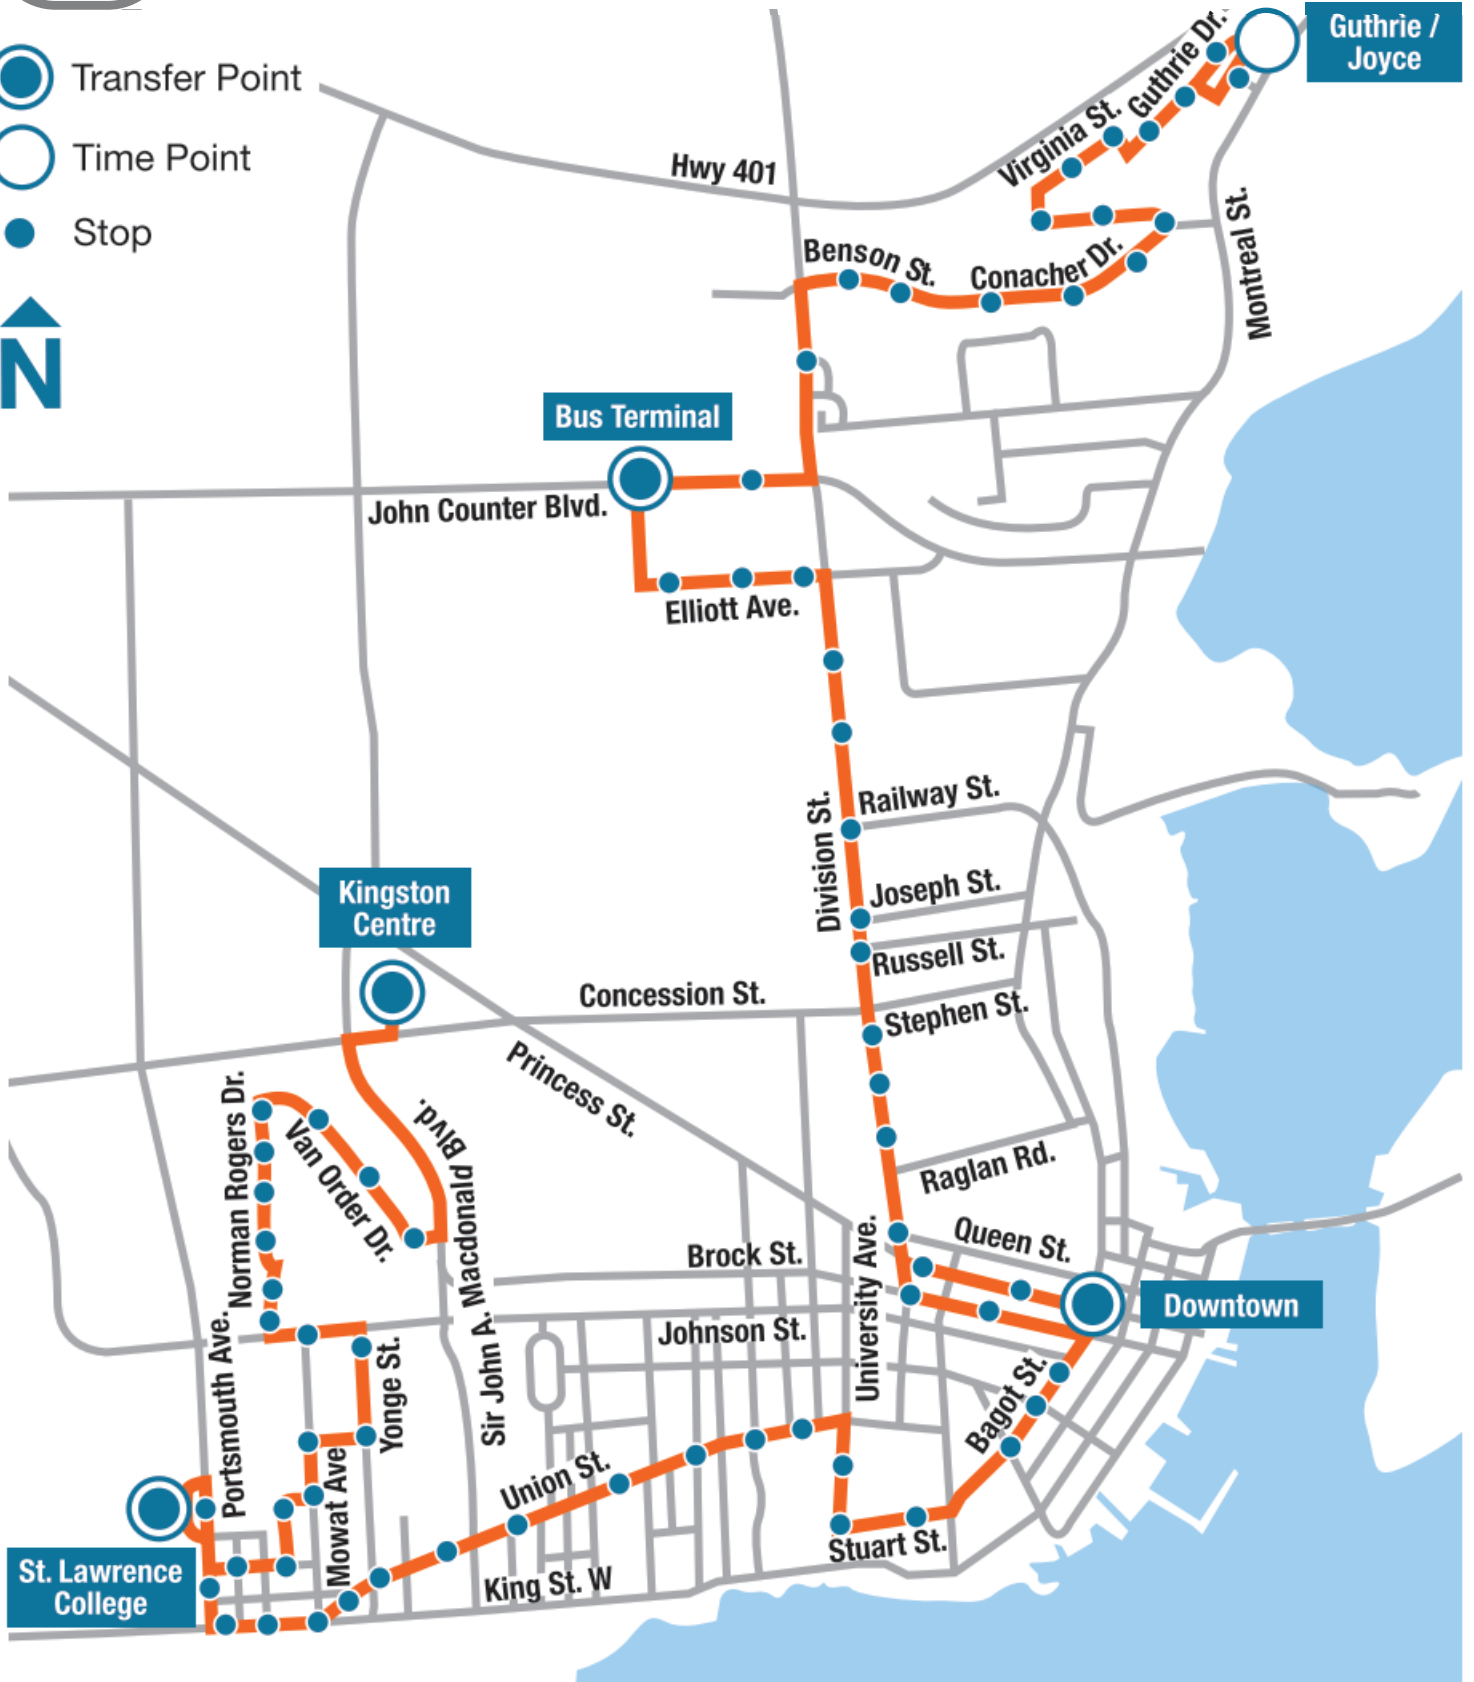 Guthrie /
Joyce
Transfer Point
Time Point
Stop
N
Guthrie Dr.
Virginia St.
Hwy 401
Montreal St.
Benson St.
Conacher Dr.
Bus Terminal
John Counter Blvd.
Elliott Ave.
Railway St.
Division St.
Joseph St.
Kingston
Centre
Russell St.
Concession St.
Stephen St.
Princess St.
Norman Rogers Dr.
Van Order Dr.
Sir John A. Macdonald Blvd.
Raglan Rd.
Queen St.
Brock St.
University Ave.
Downtown
Johnson St.
Portsmouth Ave.
Yonge St.
Bagot St.
Mowat Ave
Union St.
Stuart St.
St. Lawrence
College
King St. W